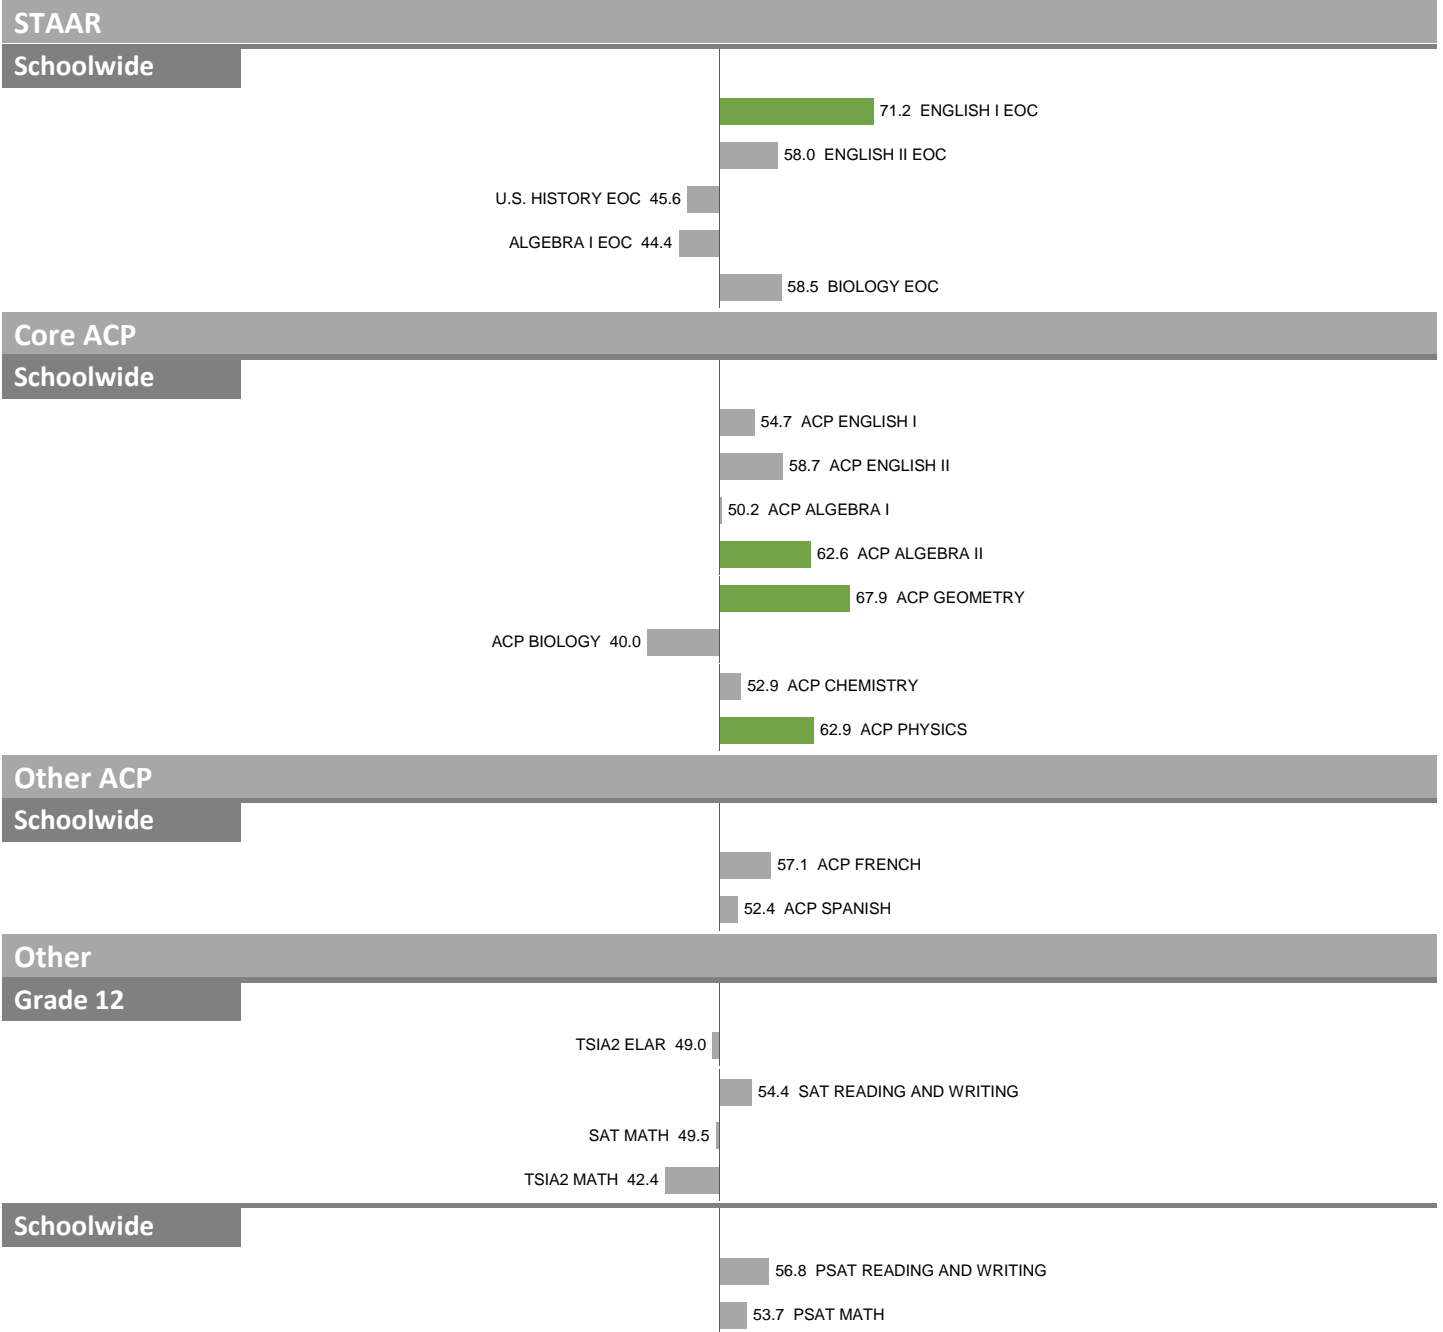 STAAR
Schoolwide
71.2 ENGLISH I EOC
58.0 ENGLISH II EOC
U.S. HISTORY EOC 45.6
ALGEBRA I EOC 44.4
58.5 BIOLOGY EOC
Core ACP
Schoolwide
54.7 ACP ENGLISH I
58.7 ACP ENGLISH II
50.2 ACP ALGEBRA I
62.6 ACP ALGEBRA II
67.9 ACP GEOMETRY
ACP BIOLOGY 40.0
52.9 ACP CHEMISTRY
62.9 ACP PHYSICS
Other ACP
Schoolwide
57.1 ACP FRENCH
52.4 ACP SPANISH
Other
Grade 12
TSIA2 ELAR 49.0
54.4 SAT READING AND WRITING
SAT MATH 49.5
TSIA2 MATH 42.4
Schoolwide
56.8 PSAT READING AND WRITING
53.7 PSAT MATH